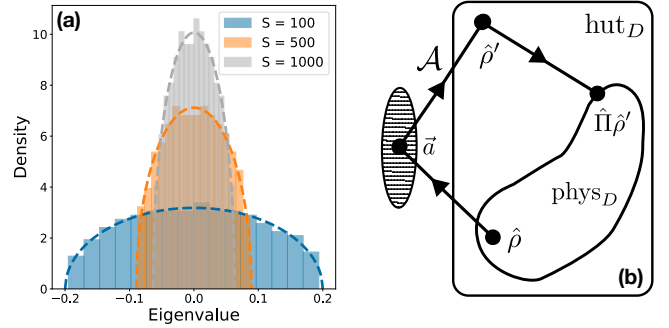 (a)
S = 100
S = 500
S = 1000
Density
10
8
6
4
2
0
−0.2 −0.1 0.0 0.1 0.2
Eigenvalue
hut_D
𝒜
ρ̂′
Π̂ρ̂′
a⃗
phys_D
ρ̂
(b)